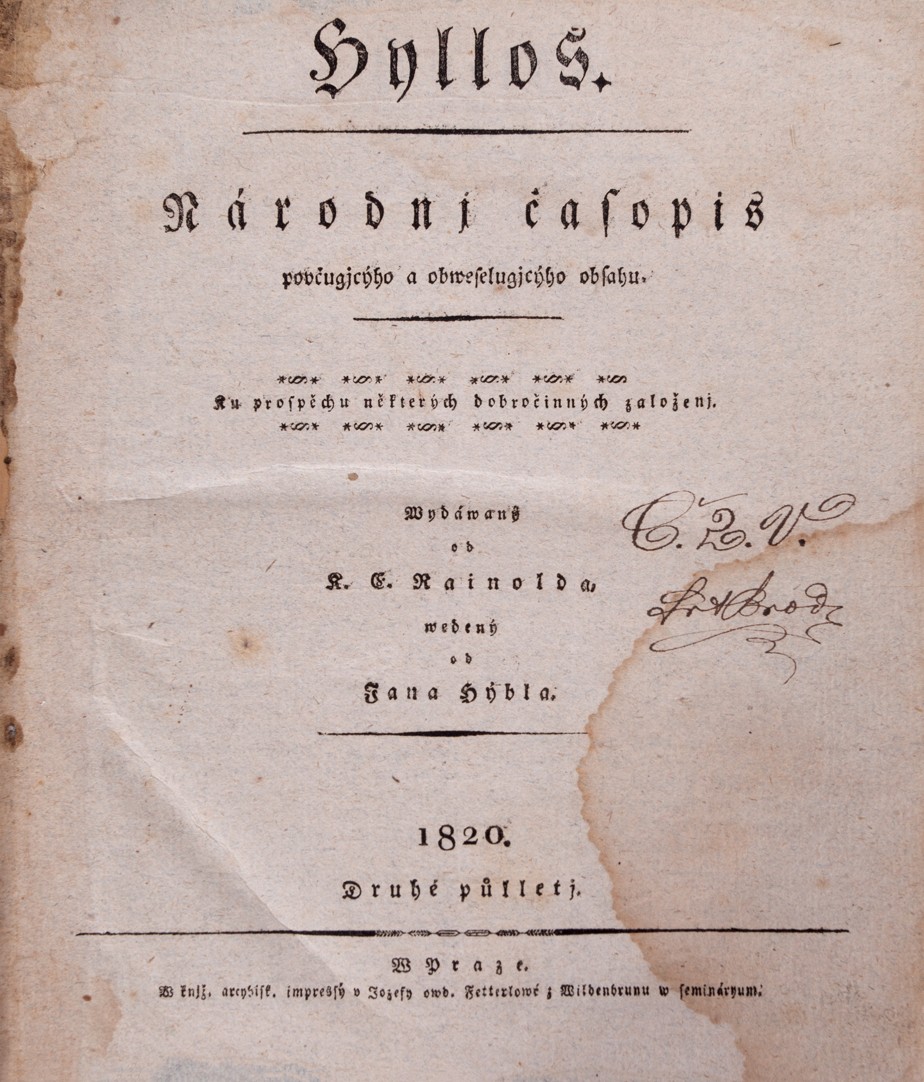 Hyllos.
Národnj časopis
povčugjcýho a obweselugjcýho obsahu.
Ku prospěchu některých dobročinných založenj.
Wydáwaný
od
K. E. Rainolda,
wedený
od
Jana Hýbla.
Č. Z. V.
1820.
Druhé půlletj.
W Praze.
W knjž. arcybisk. impressý v Jozefy owd. Fetterlowé z Wildenbrunu w semináryum.